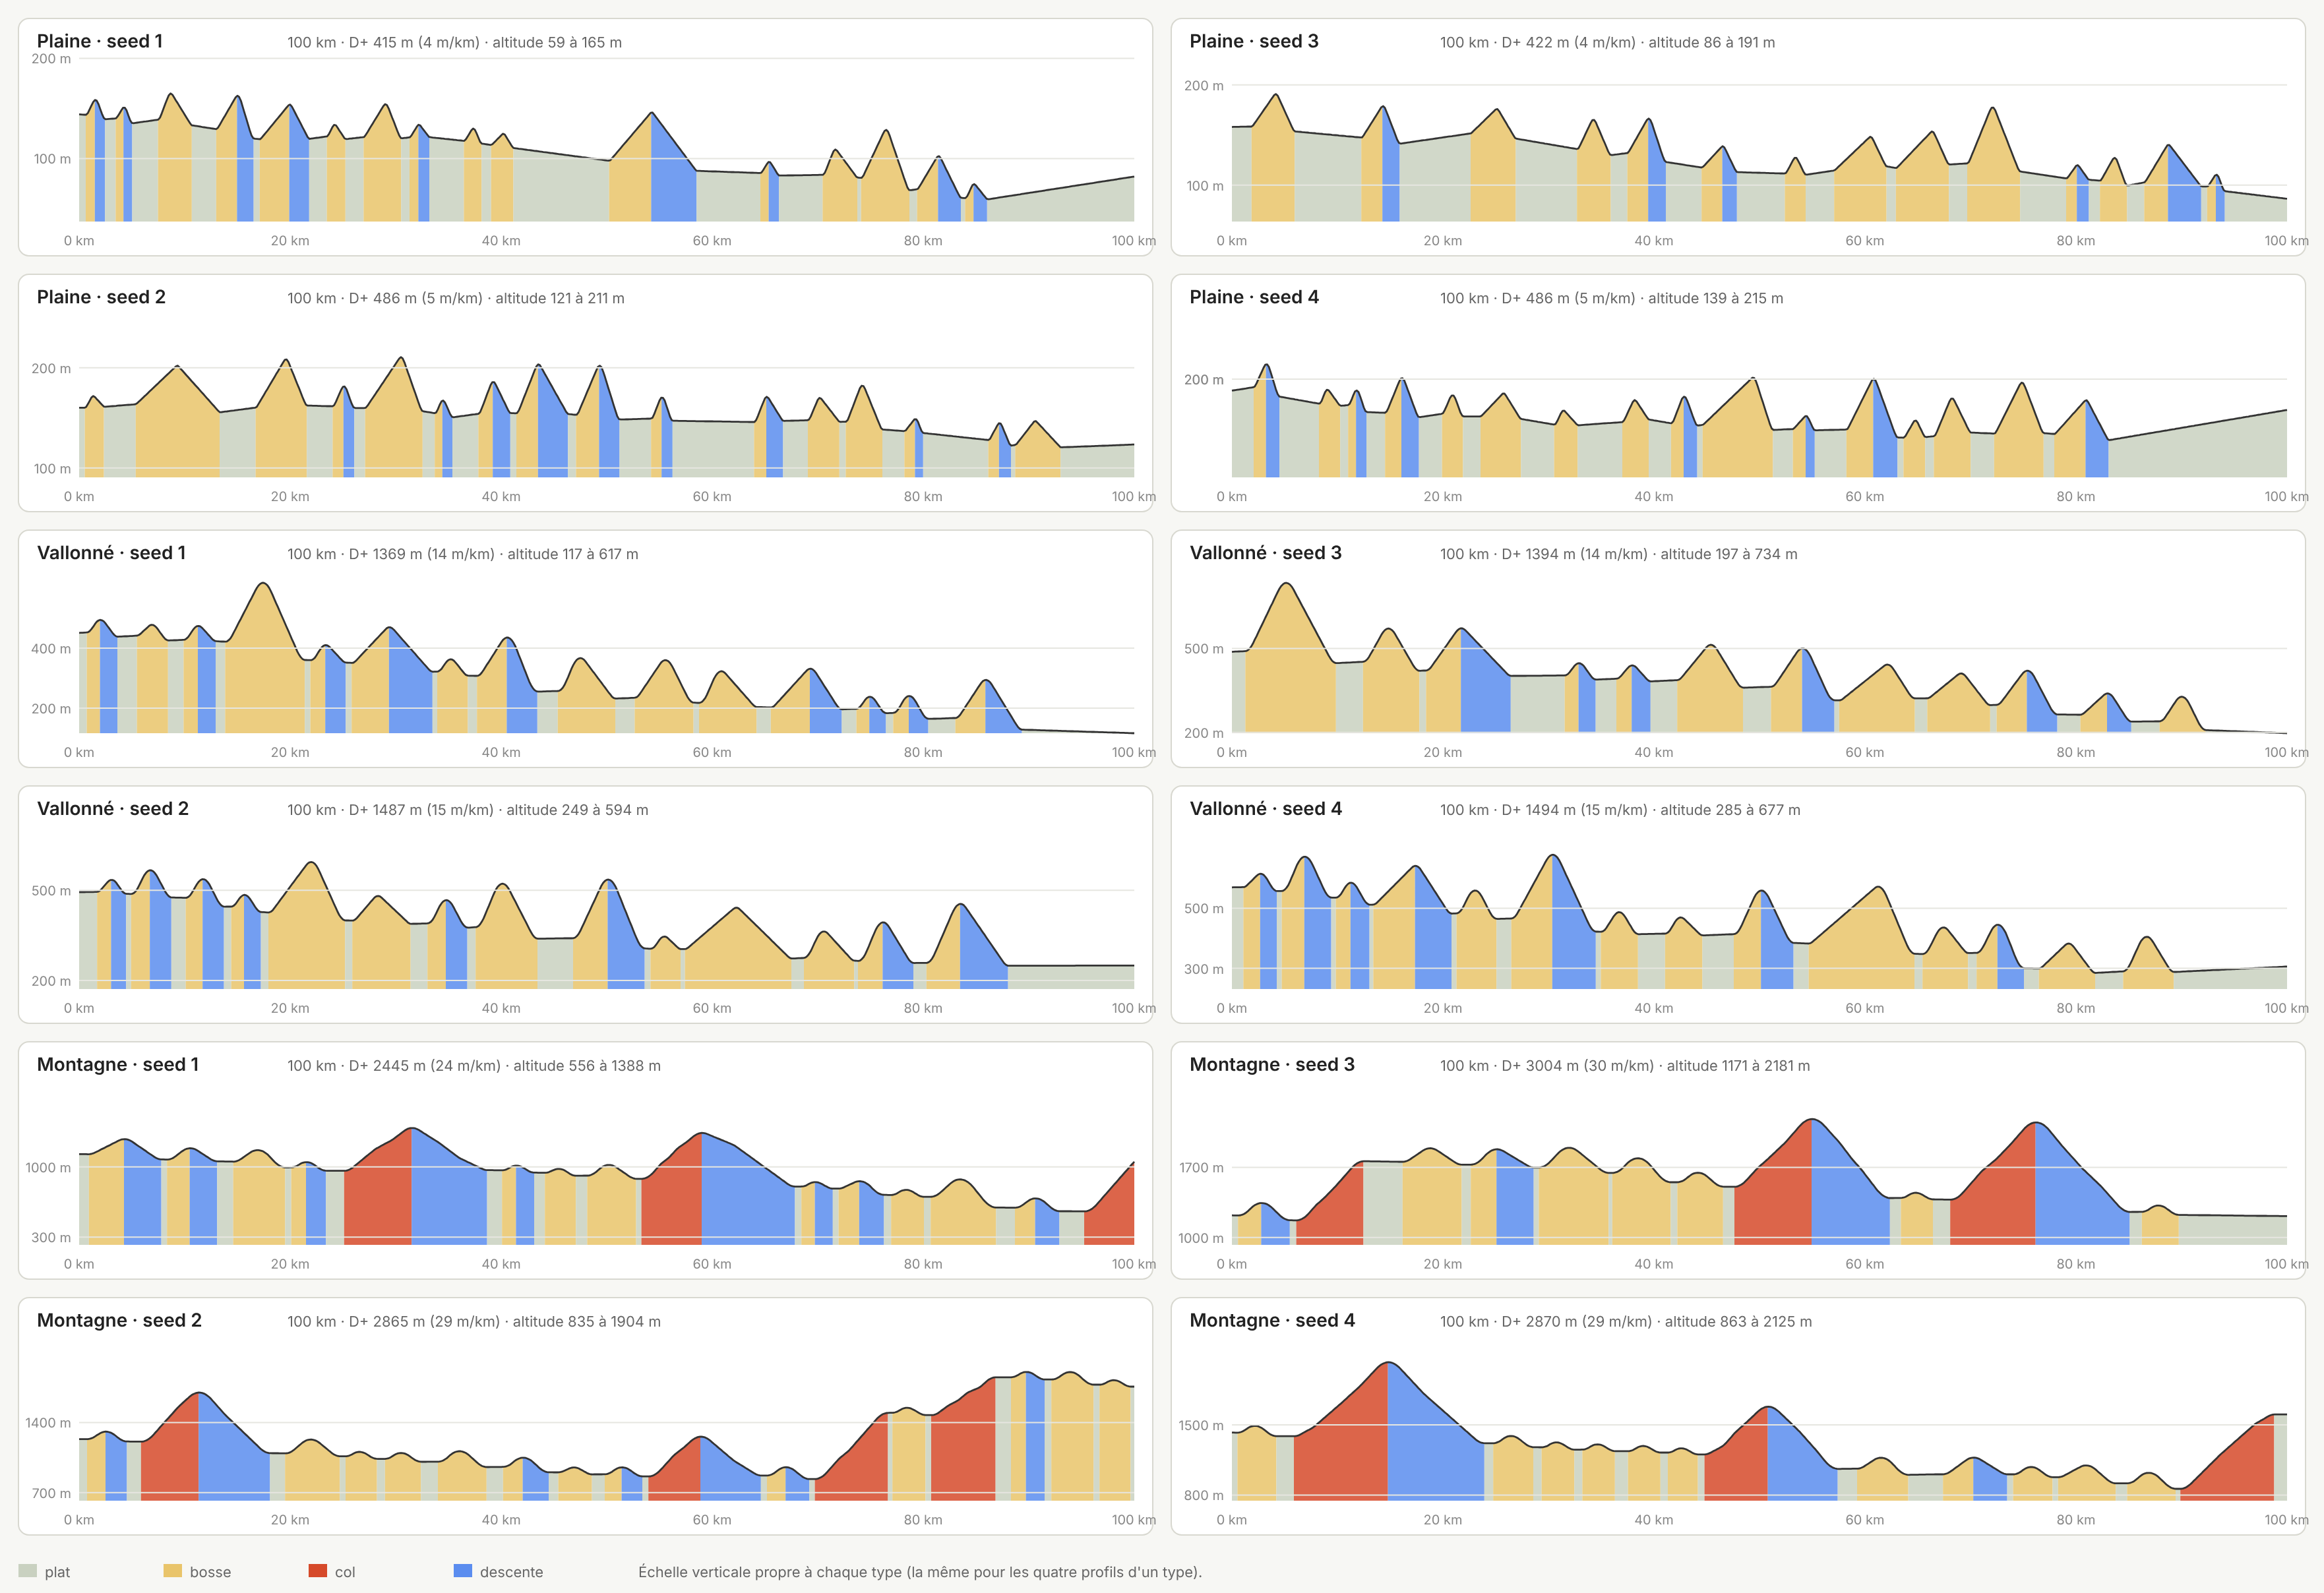 Plaine · seed 1 100 km · D+ 415 m (4 m/km) · altitude 59 à 165 m
200 m
100 m
0 km 20 km 40 km 60 km 80 km 100 km
Plaine · seed 3 100 km · D+ 422 m (4 m/km) · altitude 86 à 191 m
200 m
100 m
0 km 20 km 40 km 60 km 80 km 100 km
Plaine · seed 2 100 km · D+ 486 m (5 m/km) · altitude 121 à 211 m
200 m
100 m
0 km 20 km 40 km 60 km 80 km 100 km
Plaine · seed 4 100 km · D+ 486 m (5 m/km) · altitude 139 à 215 m
200 m
0 km 20 km 40 km 60 km 80 km 100 km
Vallonné · seed 1 100 km · D+ 1369 m (14 m/km) · altitude 117 à 617 m
400 m
200 m
0 km 20 km 40 km 60 km 80 km 100 km
Vallonné · seed 3 100 km · D+ 1394 m (14 m/km) · altitude 197 à 734 m
500 m
200 m
0 km 20 km 40 km 60 km 80 km 100 km
Vallonné · seed 2 100 km · D+ 1487 m (15 m/km) · altitude 249 à 594 m
500 m
200 m
0 km 20 km 40 km 60 km 80 km 100 km
Vallonné · seed 4 100 km · D+ 1494 m (15 m/km) · altitude 285 à 677 m
500 m
300 m
0 km 20 km 40 km 60 km 80 km 100 km
Montagne · seed 1 100 km · D+ 2445 m (24 m/km) · altitude 556 à 1388 m
1000 m
300 m
0 km 20 km 40 km 60 km 80 km 100 km
Montagne · seed 3 100 km · D+ 3004 m (30 m/km) · altitude 1171 à 2181 m
1700 m
1000 m
0 km 20 km 40 km 60 km 80 km 100 km
Montagne · seed 2 100 km · D+ 2865 m (29 m/km) · altitude 835 à 1904 m
1400 m
700 m
0 km 20 km 40 km 60 km 80 km 100 km
Montagne · seed 4 100 km · D+ 2870 m (29 m/km) · altitude 863 à 2125 m
1500 m
800 m
0 km 20 km 40 km 60 km 80 km 100 km
plat bosse col descente Échelle verticale propre à chaque type (la même pour les quatre profils d'un type).